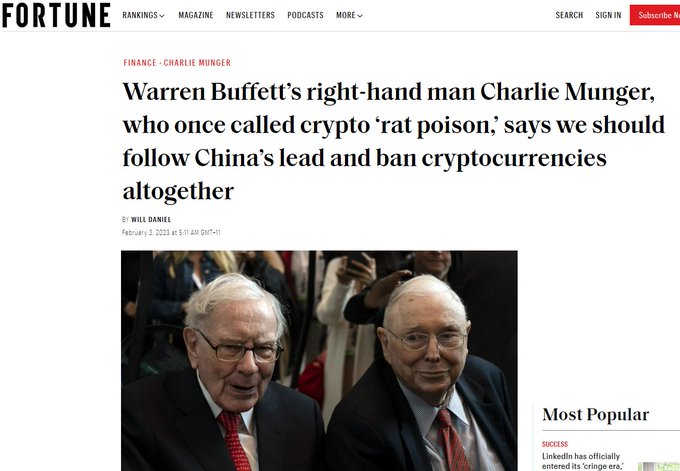 FORTUNE
RANKINGS MAGAZINE NEWSLETTERS PODCASTS MORE SEARCH SIGN IN Subscribe N
FINANCE · CHARLIE MUNGER
Warren Buffett’s right-hand man Charlie Munger,
who once called crypto ‘rat poison,’ says we should
follow China’s lead and ban cryptocurrencies
altogether
BY WILL DANIEL
February 3, 2023 at 5:11 AM GMT+11
Most Popular
SUCCESS
LinkedIn has officially
entered its ‘cringe era,’